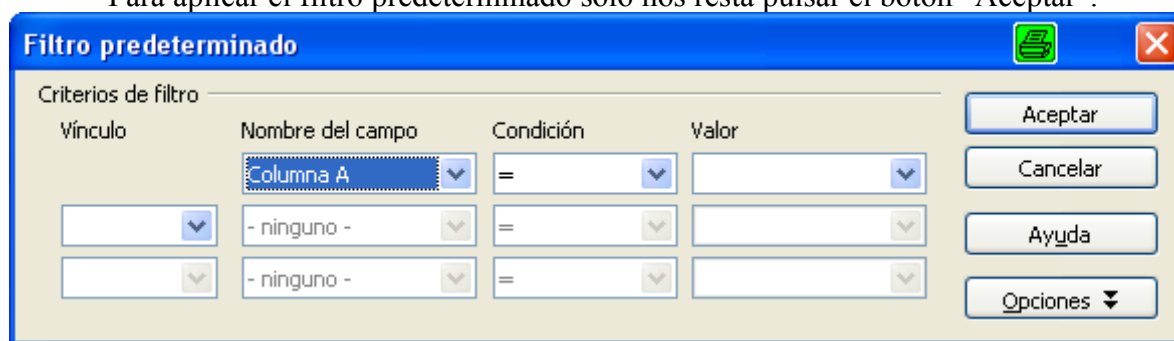 Para aplicar el filtro predeterminado sólo nos resta pulsar el botón "Aceptar".
Filtro predeterminado
Criterios de filtro
Vínculo Nombre del campo Condición Valor
Columna A =
- ninguno - =
- ninguno - =
Aceptar
Cancelar
Ayuda
Opciones